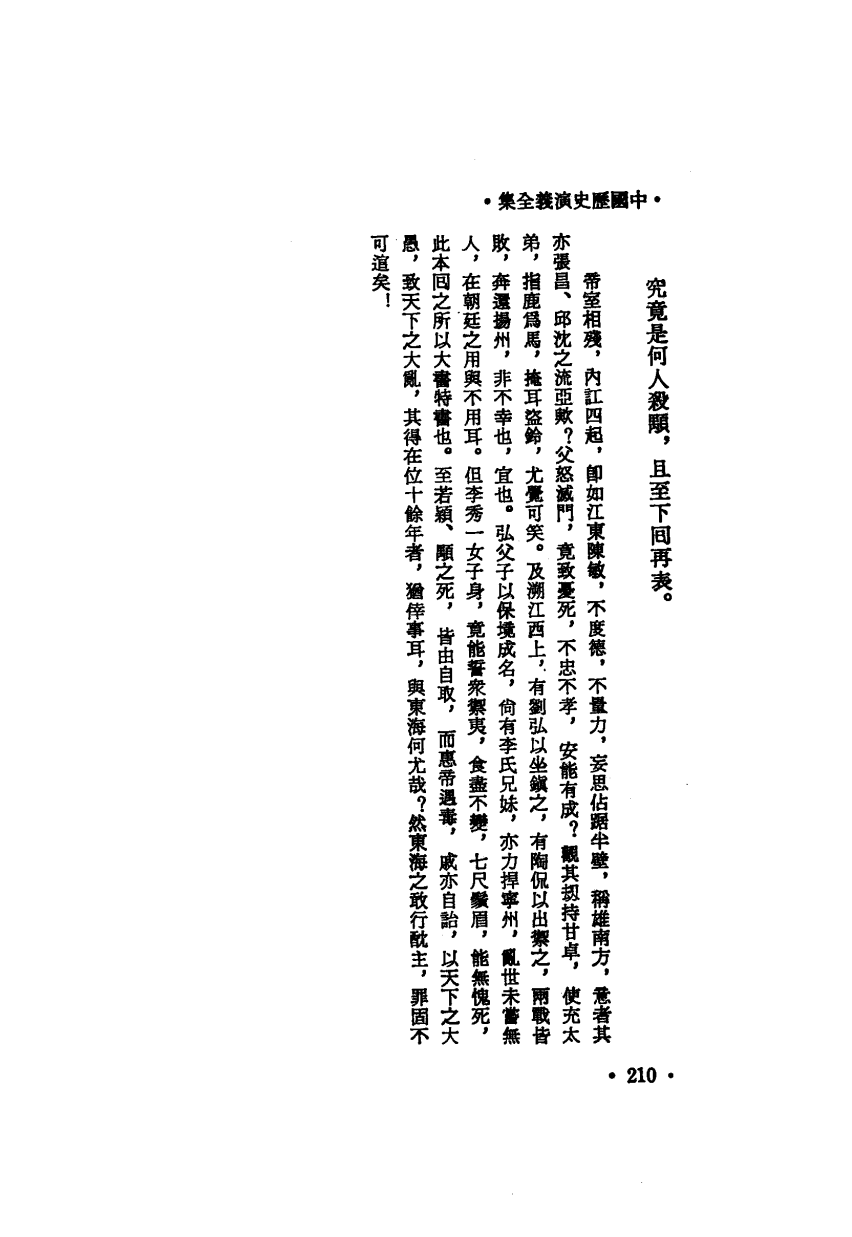 •中國歷史演義全集•
究竟是何人殺顒，且至下回再表。
帝室相殘，內訌四起，卽如江東陳敏，不度德，不量力，妄思佔踞半壁，稱雄南方，意者其
亦張昌、邱沈之流亞歟？父怒滅門，竟致憂死，不忠不孝，安能有成？觀其刼持甘卓，使充太
弟，指鹿爲馬，掩耳盜鈴，尤覺可笑。及溯江西上，有劉弘以坐鎭之，有陶侃以出禦之，兩戰皆
敗，奔還揚州，非不幸也，宜也。弘父子以保境成名，尙有李氏兄妹，亦力捍寧州，亂世未嘗無
人，在朝廷之用與不用耳。但李秀一女子身，竟能誓衆禦夷，食盡不變，七尺鬚眉，能無愧死，
此本回之所以大書特書也。至若穎、顒之死，皆由自取，而惠帝遇毒，戚亦自詒，以天下之大
愚，致天下之大亂，其得在位十餘年者，猶倖事耳，與東海何尤哉？然東海之敢行酖主，罪固不
可逭矣！
•210•